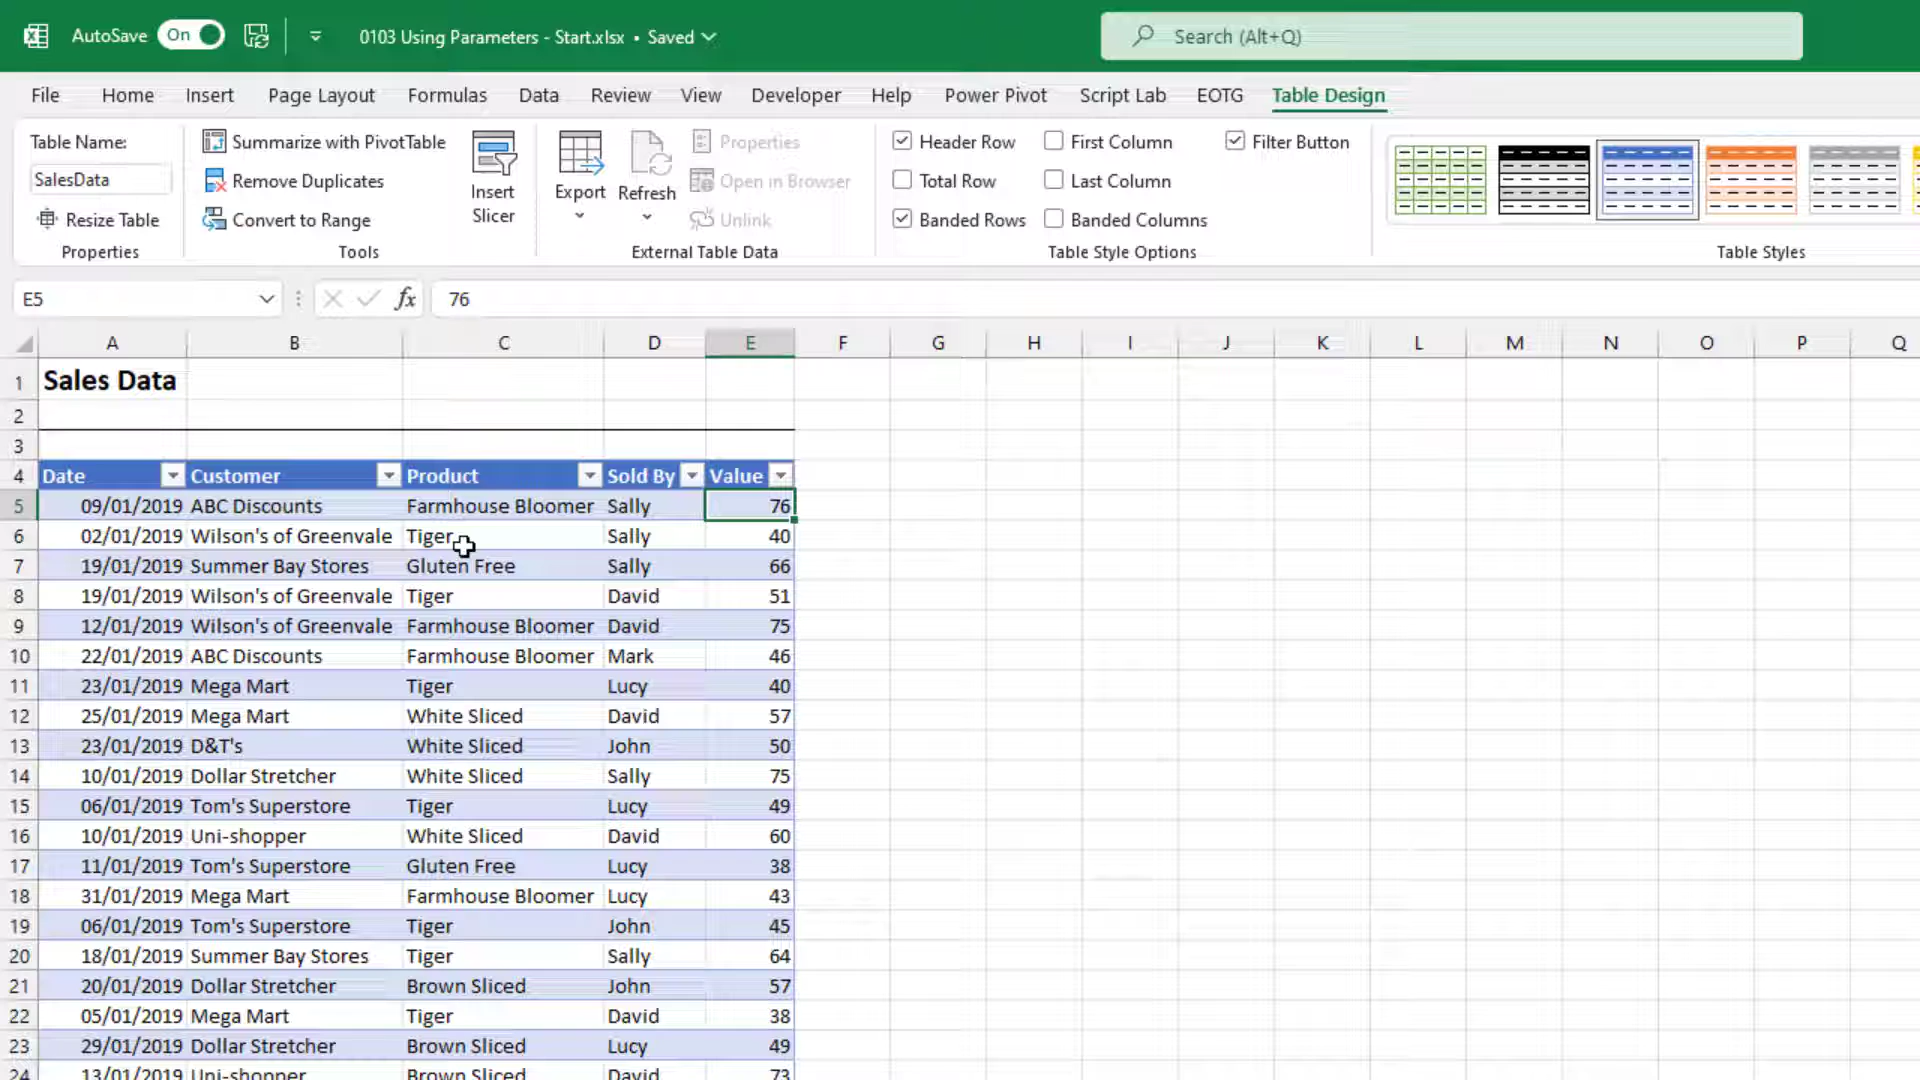 AutoSave On 0103 Using Parameters - Start.xlsx • Saved Search (Alt+Q)
File Home Insert Page Layout Formulas Data Review View Developer Help Power Pivot Script Lab EOTG Table Design
Table Name:
SalesData
Resize Table
Properties
Summarize with PivotTable
Remove Duplicates
Convert to Range
Insert
Slicer
Tools
Export
Refresh
Properties
Open in Browser
Unlink
External Table Data
Header Row
Total Row
Banded Rows
First Column
Last Column
Banded Columns
Filter Button
Table Style Options
Table Styles
E5 fx 76
A B C D E F G H I J K L M N O P Q
1 Sales Data
2
3
4 Date Customer Product Sold By Value
5 09/01/2019 ABC Discounts Farmhouse Bloomer Sally 76
6 02/01/2019 Wilson's of Greenvale Tiger Sally 40
7 19/01/2019 Summer Bay Stores Gluten Free Sally 66
8 19/01/2019 Wilson's of Greenvale Tiger David 51
9 12/01/2019 Wilson's of Greenvale Farmhouse Bloomer David 75
10 22/01/2019 ABC Discounts Farmhouse Bloomer Mark 46
11 23/01/2019 Mega Mart Tiger Lucy 40
12 25/01/2019 Mega Mart White Sliced David 57
13 23/01/2019 D&T's White Sliced John 50
14 10/01/2019 Dollar Stretcher White Sliced Sally 75
15 06/01/2019 Tom's Superstore Tiger Lucy 49
16 10/01/2019 Uni-shopper White Sliced David 60
17 11/01/2019 Tom's Superstore Gluten Free Lucy 38
18 31/01/2019 Mega Mart Farmhouse Bloomer Lucy 43
19 06/01/2019 Tom's Superstore Tiger John 45
20 18/01/2019 Summer Bay Stores Tiger Sally 64
21 20/01/2019 Dollar Stretcher Brown Sliced John 57
22 05/01/2019 Mega Mart Tiger David 38
23 29/01/2019 Dollar Stretcher Brown Sliced Lucy 49
24 13/01/2019 Uni-shopper Brown Sliced David 73